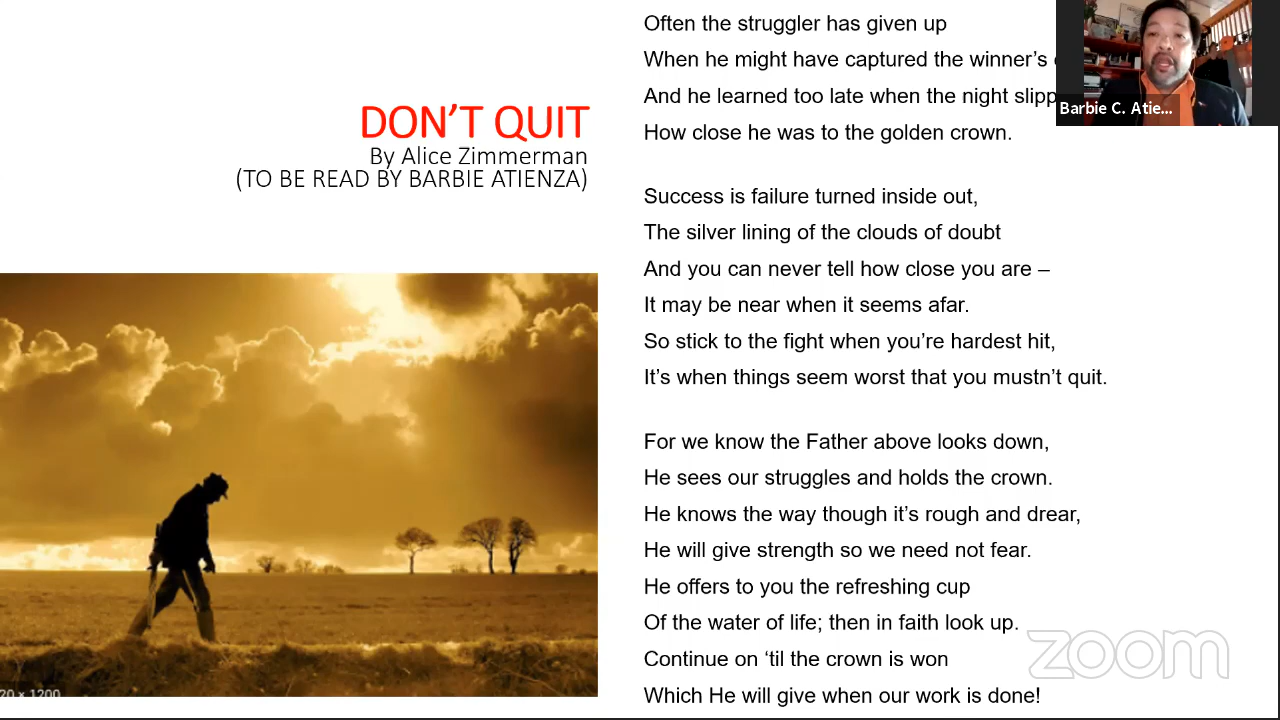 DON’T QUIT
By Alice Zimmerman
(TO BE READ BY BARBIE ATIENZA)
Often the struggler has given up
When he might have captured the winner’s
And he learned too late when the night
How close he was to the golden crown.
Success is failure turned inside out,
The silver lining of the clouds of doubt
And you can never tell how close you are –
It may be near when it seems afar.
So stick to the fight when you’re hardest hit,
It’s when things seem worst that you mustn’t quit.
For we know the Father above looks down,
He sees our struggles and holds the crown.
He knows the way though it’s rough and drear,
He will give strength so we need not fear.
He offers to you the refreshing cup
Of the water of life; then in faith look up.
Continue on ‘til the crown is won
Which He will give when our work is done!
Barbie C. Atie...
zoom
20 × 1200